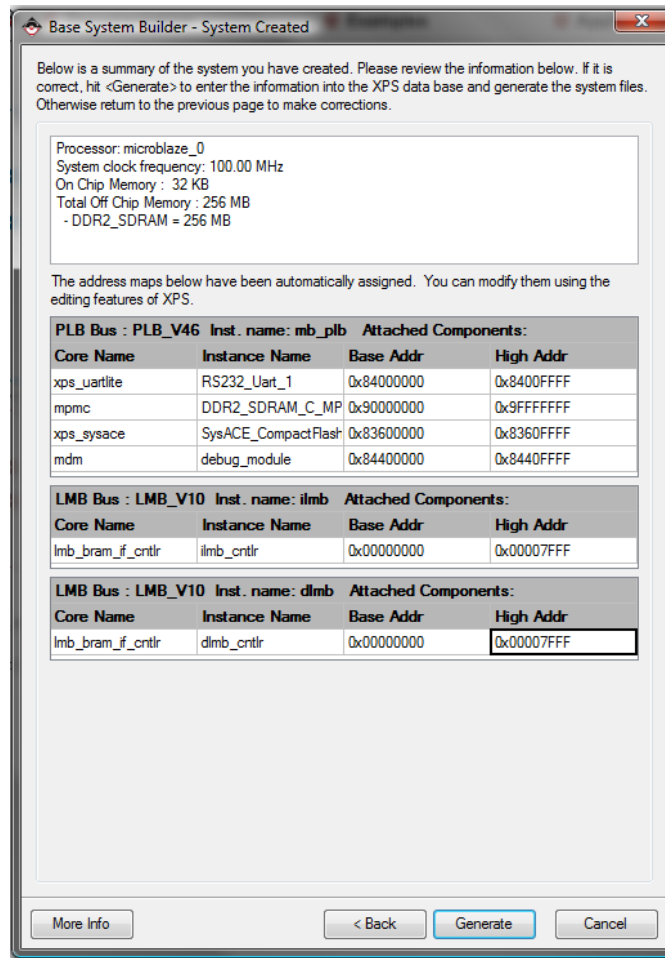 Base System Builder - System Created
Below is a summary of the system you have created. Please review the information below. If it is
correct, hit <Generate> to enter the information into the XPS data base and generate the system files.
Otherwise return to the previous page to make corrections.
Processor: microblaze_0
System clock frequency: 100.00 MHz
On Chip Memory : 32 KB
Total Off Chip Memory : 256 MB
- DDR2_SDRAM = 256 MB
The address maps below have been automatically assigned. You can modify them using the
editing features of XPS.
PLB Bus : PLB_V46 Inst. name: mb_plb Attached Components:
Core Name Instance Name Base Addr High Addr
xps_uartlite RS232_Uart_1 0x84000000 0x8400FFFF
mpmc DDR2_SDRAM_C_MP 0x90000000 0x9FFFFFFF
xps_sysace SysACE_CompactFlash 0x83600000 0x8360FFFF
mdm debug_module 0x84400000 0x8440FFFF
LMB Bus : LMB_V10 Inst. name: ilmb Attached Components:
Core Name Instance Name Base Addr High Addr
lmb_bram_if_cntlr ilmb_cntlr 0x00000000 0x00007FFF
LMB Bus : LMB_V10 Inst. name: dlmb Attached Components:
Core Name Instance Name Base Addr High Addr
lmb_bram_if_cntlr dlmb_cntlr 0x00000000 0x00007FFF
More Info < Back Generate Cancel